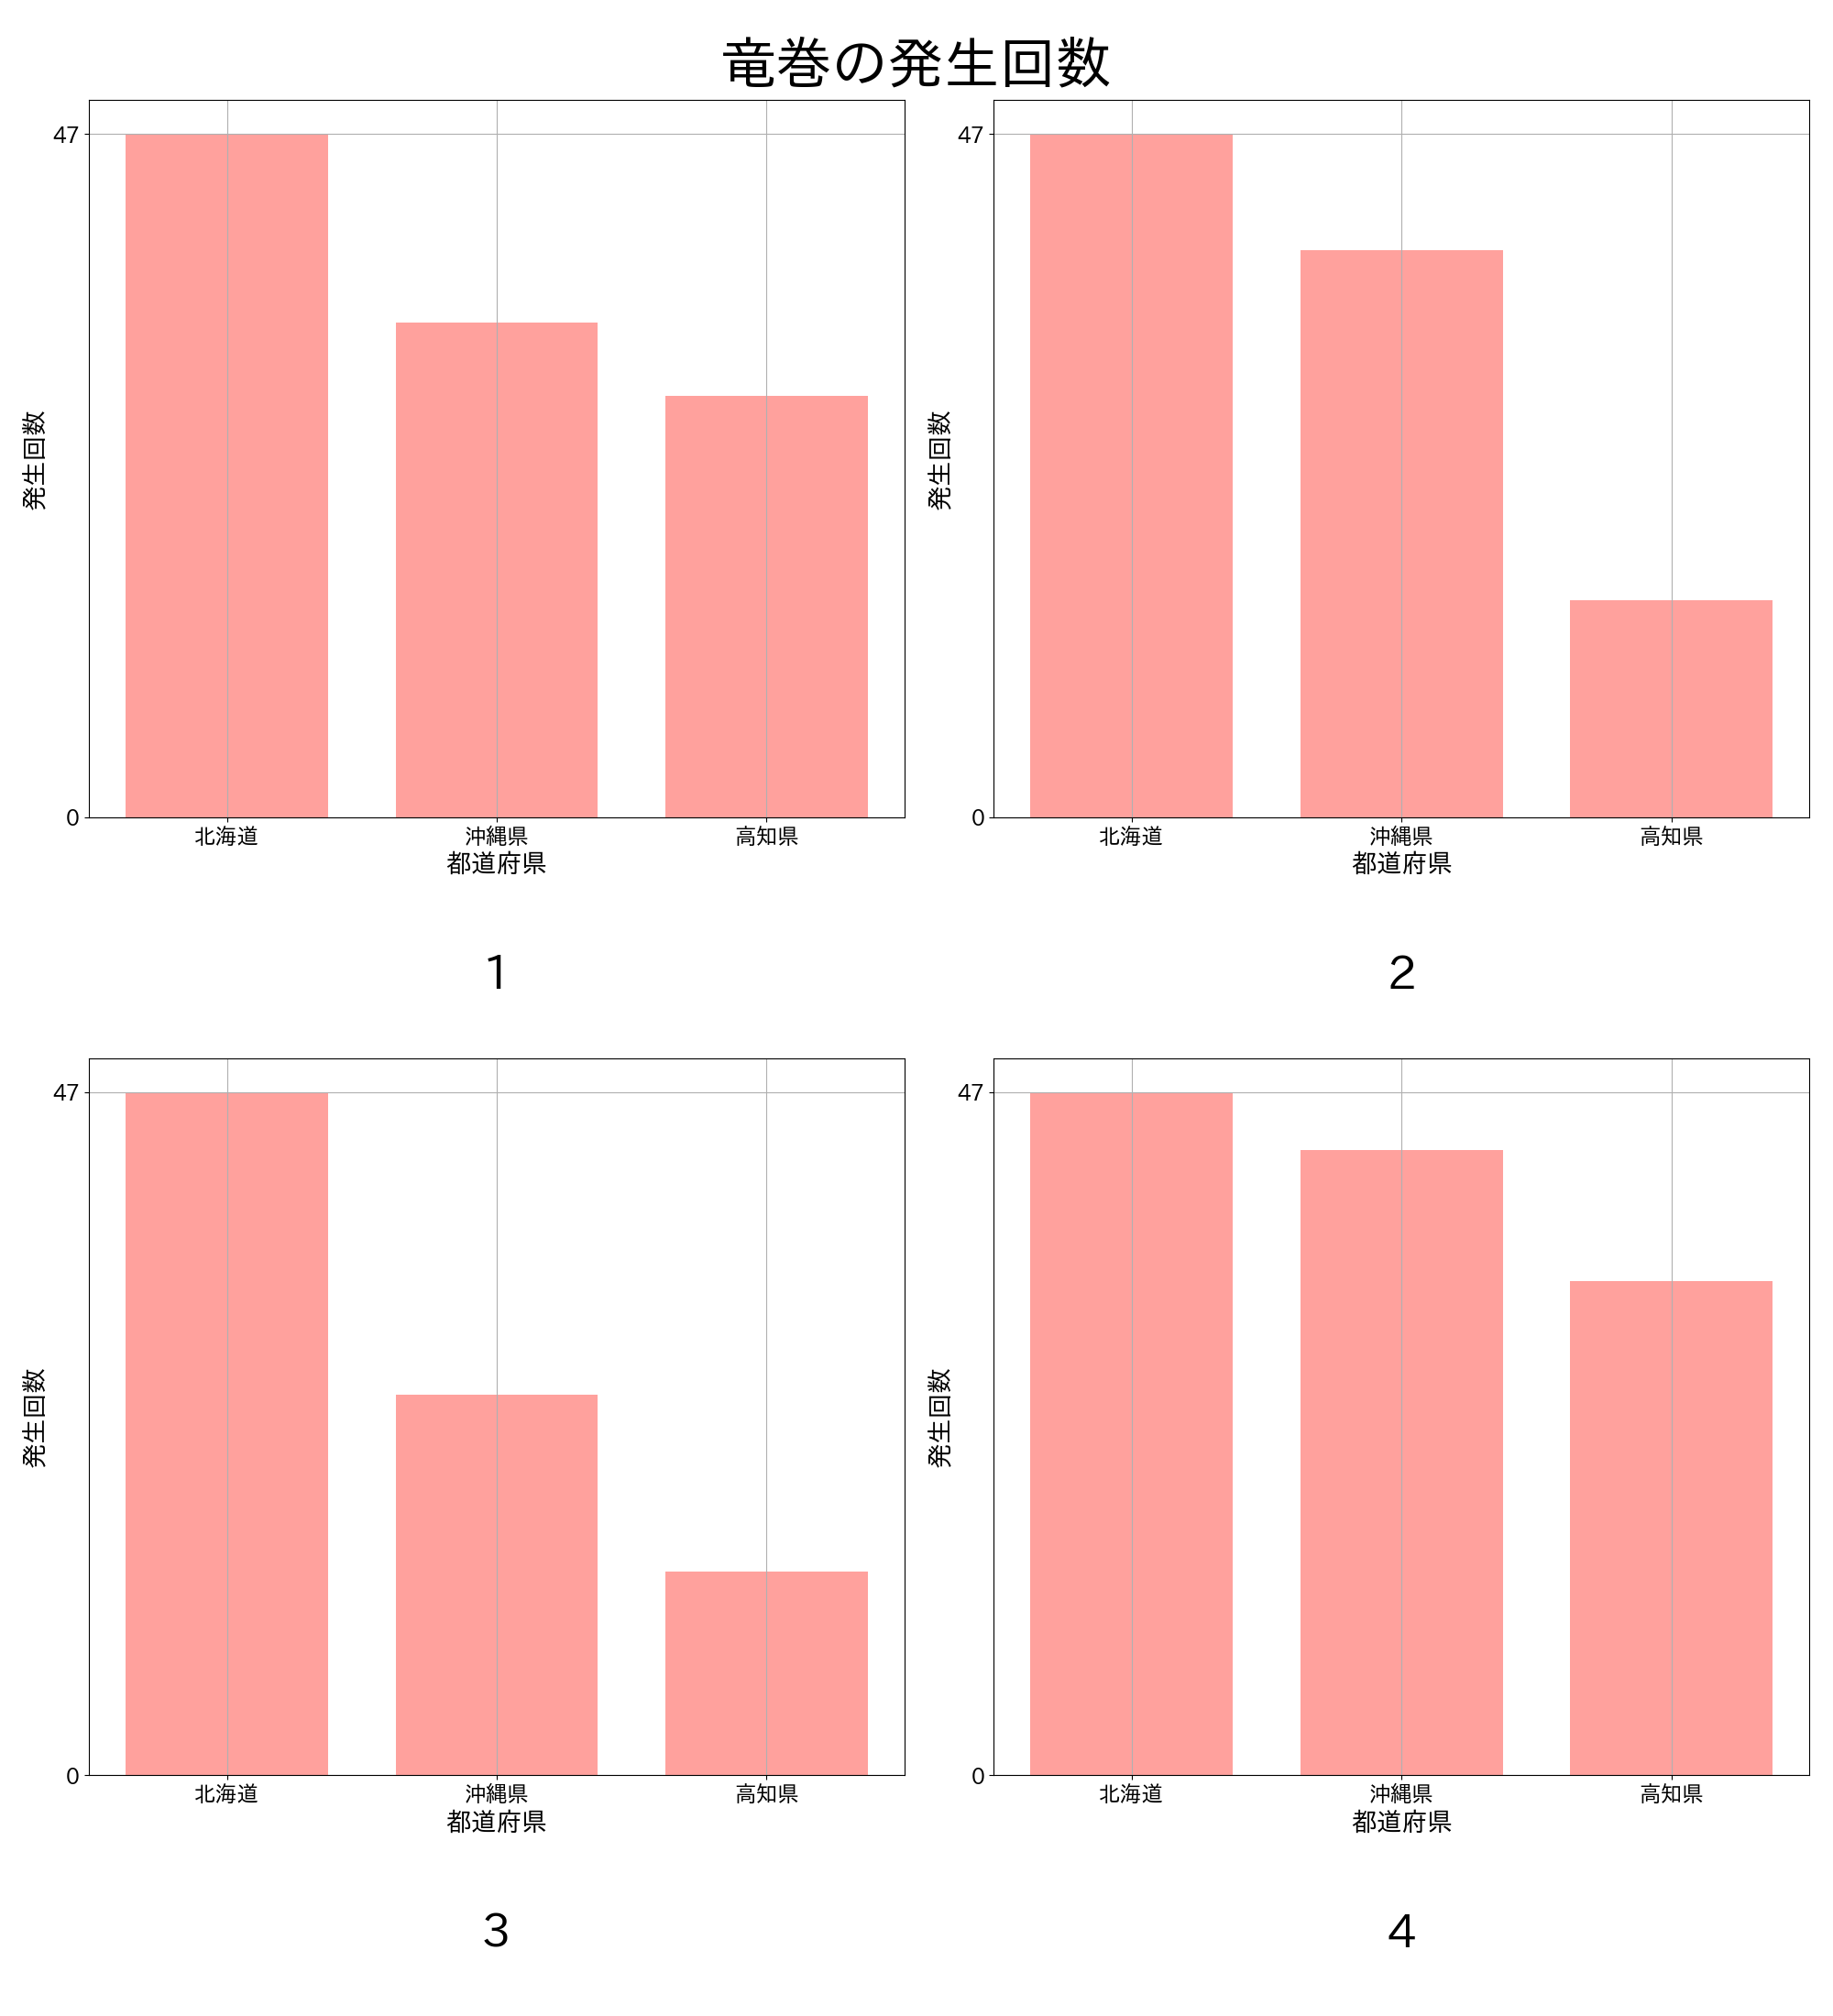 竜巻の発生回数
47
0
発生回数
北海道 沖縄県 高知県
都道府県
1
47
0
発生回数
北海道 沖縄県 高知県
都道府県
2
47
0
発生回数
北海道 沖縄県 高知県
都道府県
3
47
0
発生回数
北海道 沖縄県 高知県
都道府県
4